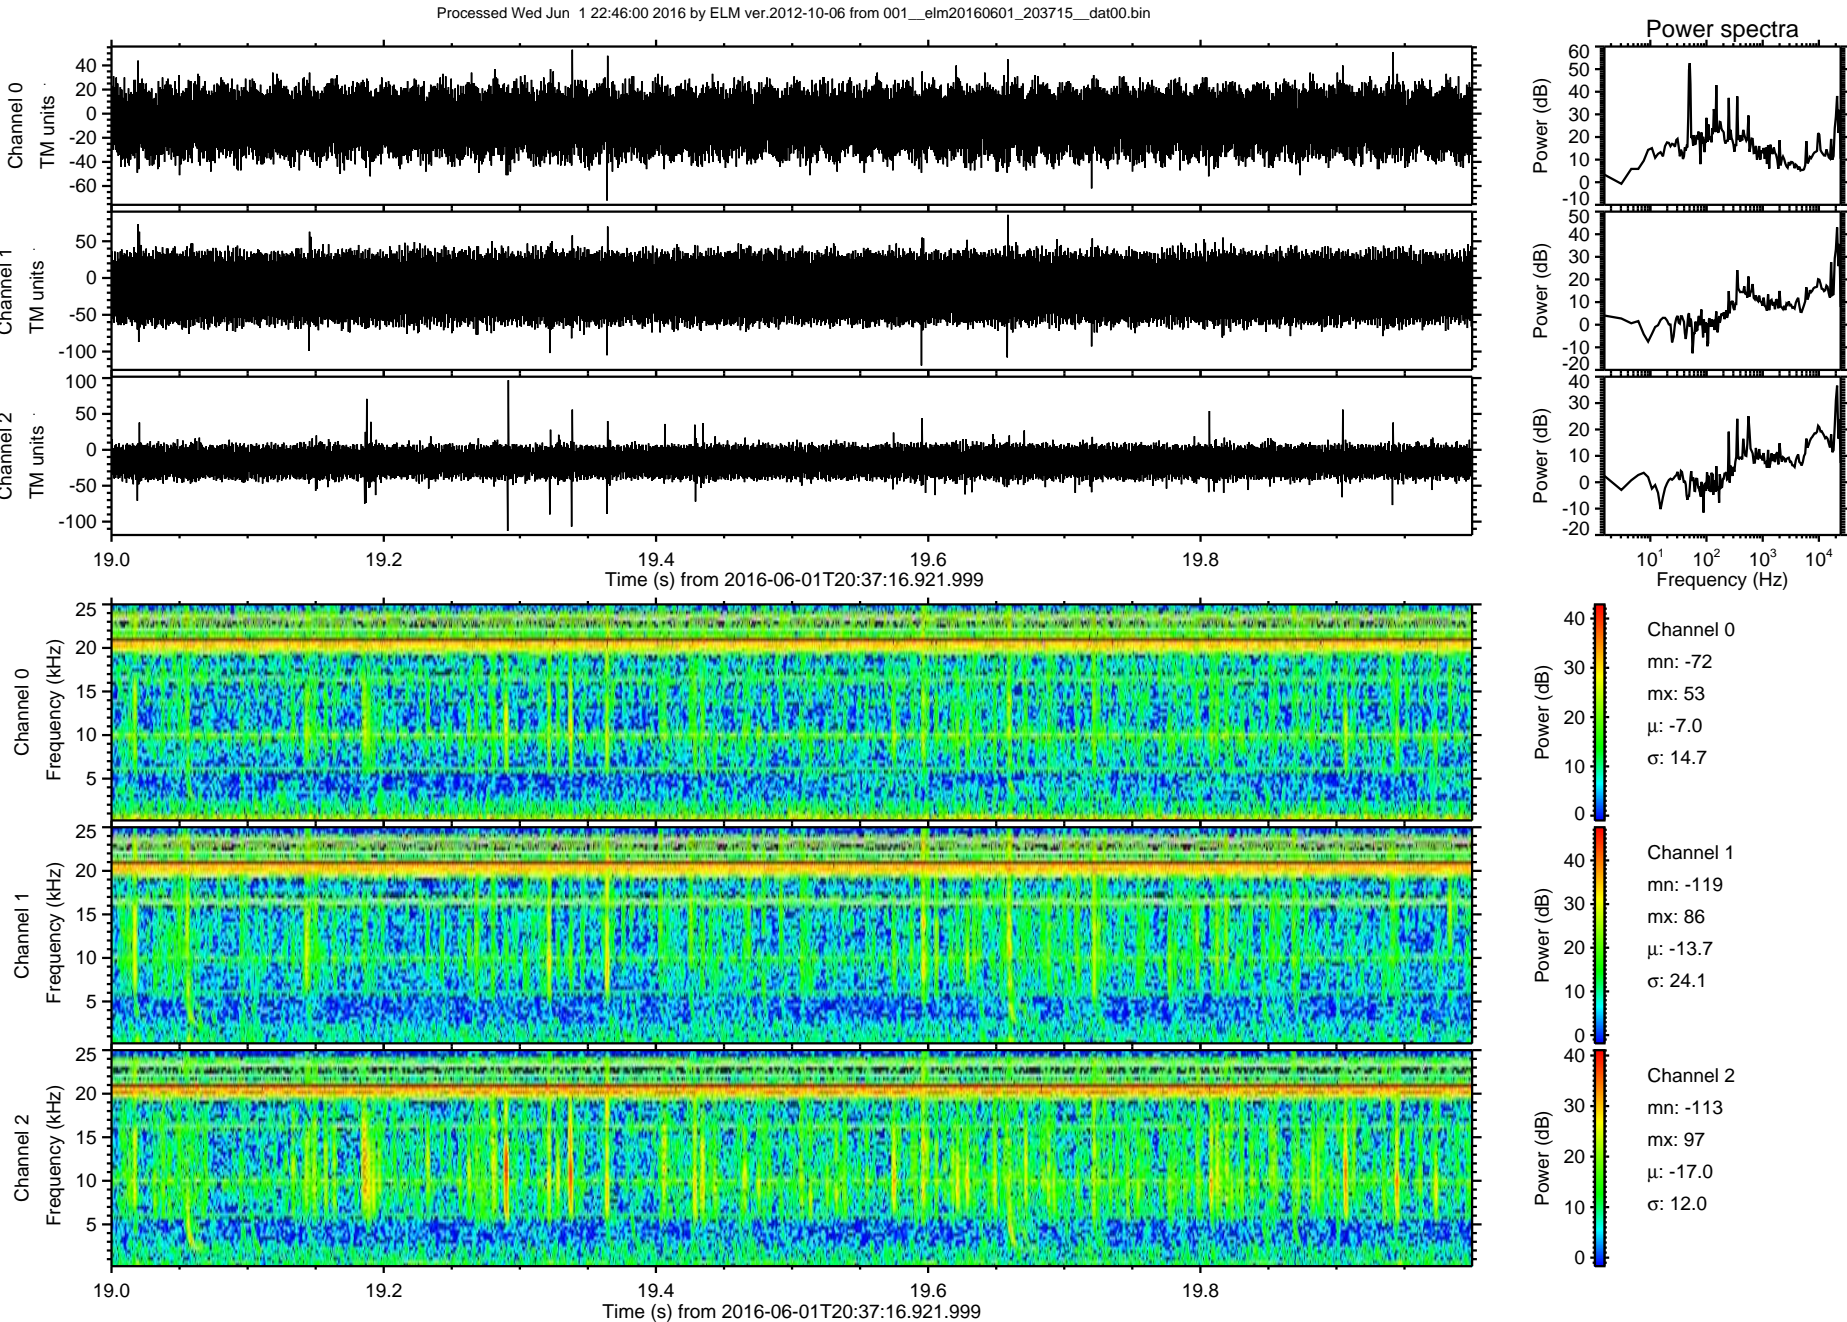 Processed Wed Jun  1 22:46:00 2016 by ELM ver.2012-10-06 from 001__elm20160601_203715__dat00.bin
Power spectra
Channel 0
TM units
40
20
0
-20
-40
-60
Power (dB)
60
50
40
30
20
10
0
-10
Channel 1
TM units
50
0
-50
-100
Power (dB)
50
40
30
20
10
0
-10
-20
Channel 2
TM units
100
50
0
-50
-100
Power (dB)
40
30
20
10
0
-10
-20
19.0 19.2 19.4 19.6 19.8
Time (s) from 2016-06-01T20:37:16.921.999
10¹ 10² 10³ 10⁴
Frequency (Hz)
Channel 0
Frequency (kHz)
25
20
15
10
5
Power (dB)
40
30
20
10
0
Channel 0
mn: -72
mx: 53
μ: -7.0
σ: 14.7
Channel 1
Frequency (kHz)
25
20
15
10
5
Power (dB)
40
30
20
10
0
Channel 1
mn: -119
mx: 86
μ: -13.7
σ: 24.1
Channel 2
Frequency (kHz)
25
20
15
10
5
Power (dB)
40
30
20
10
0
Channel 2
mn: -113
mx: 97
μ: -17.0
σ: 12.0
19.0 19.2 19.4 19.6 19.8
Time (s) from 2016-06-01T20:37:16.921.999